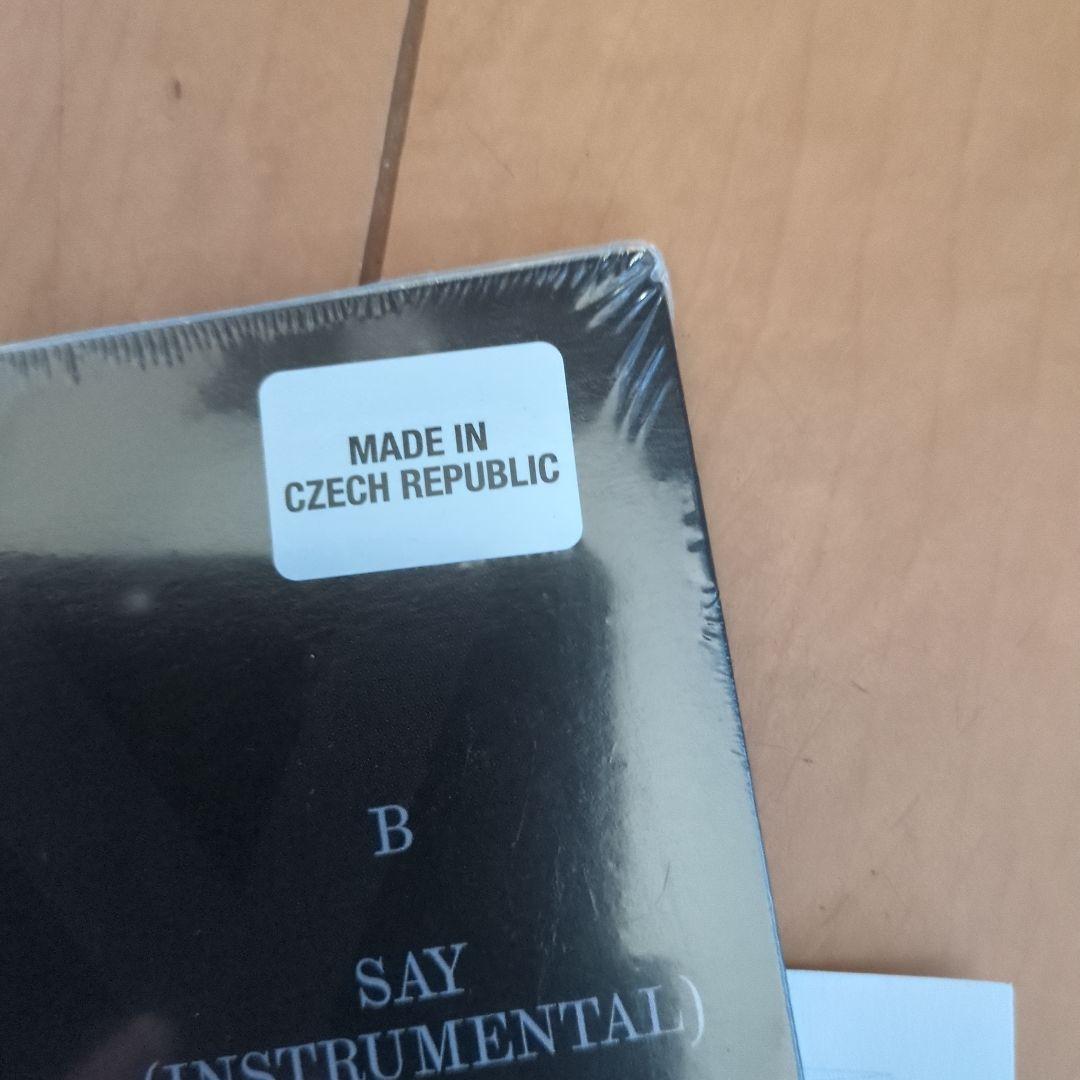 MADE IN
CZECH REPUBLIC
B
SAY
(INSTRUMENTAL)